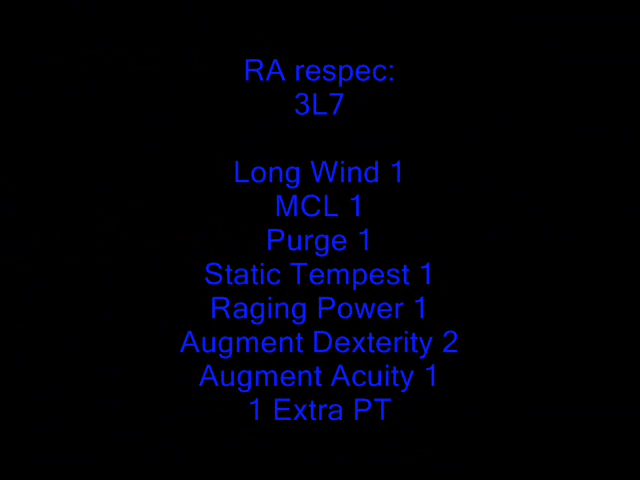 RA respec:
3L7
Long Wind 1
MCL 1
Purge 1
Static Tempest 1
Raging Power 1
Augment Dexterity 2
Augment Acuity 1
1 Extra PT